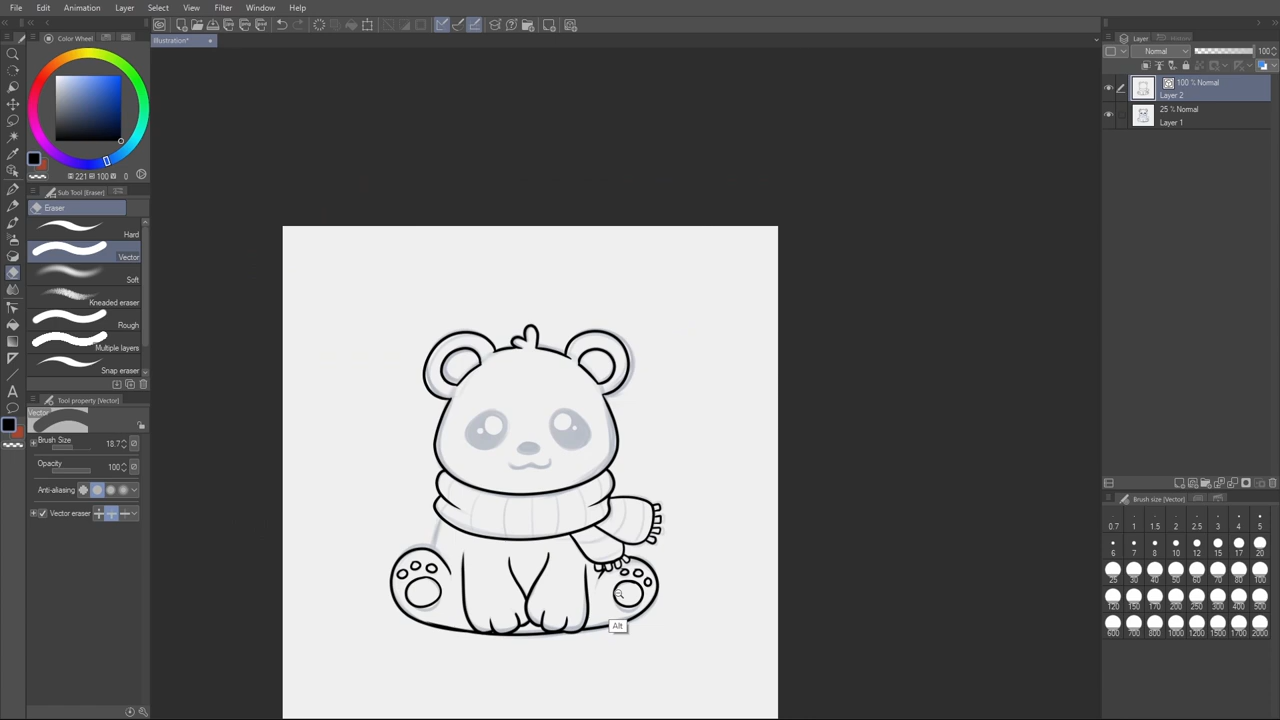 File Edit Animation Layer Select View Filter Window Help
Color Wheel
Illustration*
Layer History
Normal 100
100 % Normal
Layer 2
25 % Normal
Layer 1
221 100 0
Sub Tool [Eraser]
Eraser
Hard
Vector
Soft
Kneaded eraser
Rough
Multiple layers
Snap eraser
Tool property [Vector]
Vector
Brush Size 18.7
Opacity 100
Anti-aliasing
Vector eraser
Alt
Brush size [Vector]
0.7 1 1.5 2 2.5 3 4 5
6 7 8 10 12 15 17 20
25 30 40 50 60 70 80 100
120 150 170 200 250 300 400 500
600 700 800 1000 1200 1500 1700 2000